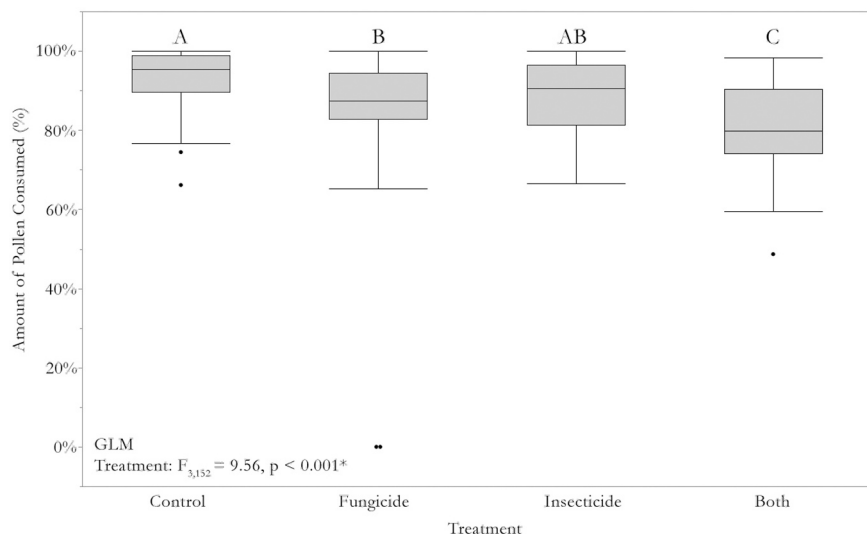 A
B
AB
C
100%
80%
60%
40%
20%
0%
Amount of Pollen Consumed (%)
GLM
Treatment: F3,152 = 9.56, p < 0.001*
Control
Fungicide
Insecticide
Both
Treatment